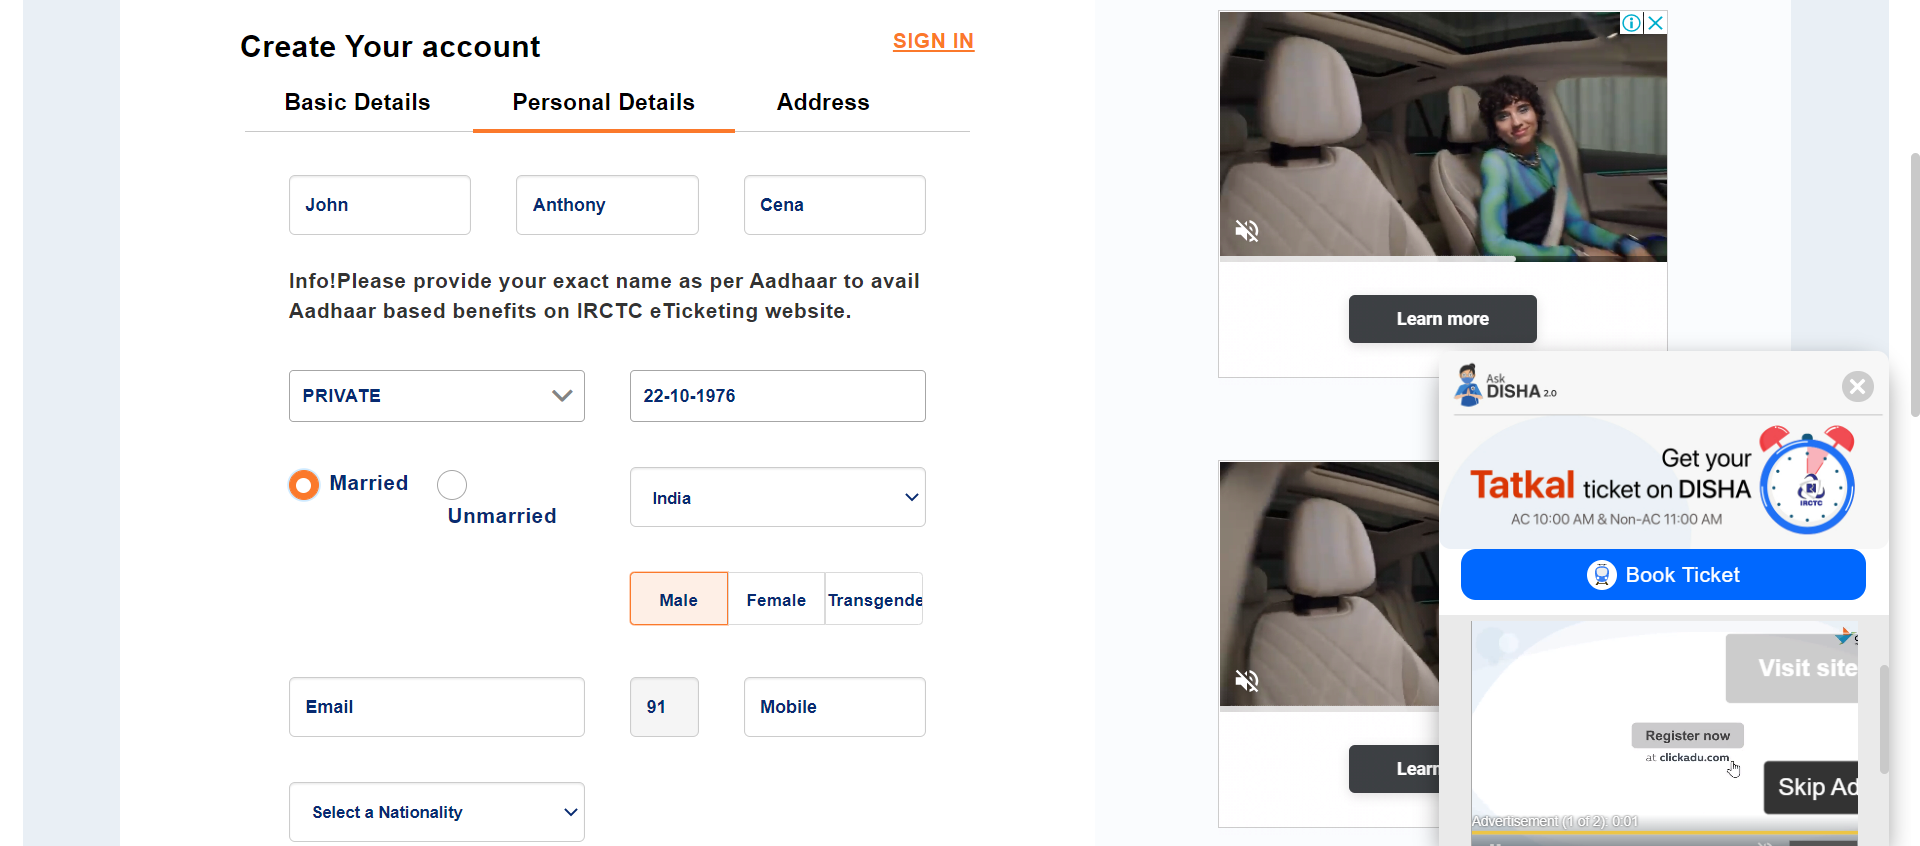 Create Your account
SIGN IN
Basic Details
Personal Details
Address
John
Anthony
Cena
Info!Please provide your exact name as per Aadhaar to avail
Aadhaar based benefits on IRCTC eTicketing website.
PRIVATE
22-10-1976
Married
Unmarried
India
Male
Female
Transgende
Email
91
Mobile
Select a Nationality
Learn more
Learn
Ask
DISHA 2.0
Get your
Tatkal ticket on DISHA
AC 10:00 AM & Non-AC 11:00 AM
IRCTC
Book Ticket
Visit site
Register now
at clickadu.com
Skip Ad
Advertisement (1 of 2): 0:01